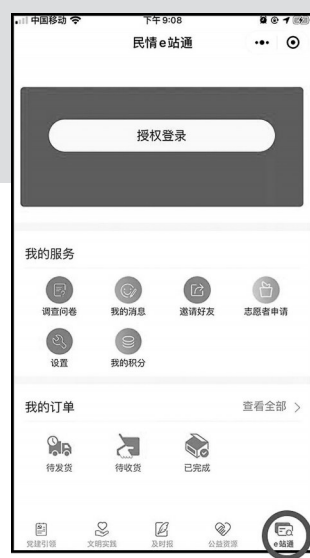 中国移动 下午9:08
民情e站通
授权登录
我的服务
调查问卷 我的消息 邀请好友 志愿者申请
设置 我的积分
我的订单 查看全部 >
待发货 待收货 已完成
党建引领 文明实践 及时报 公益资源 e站通